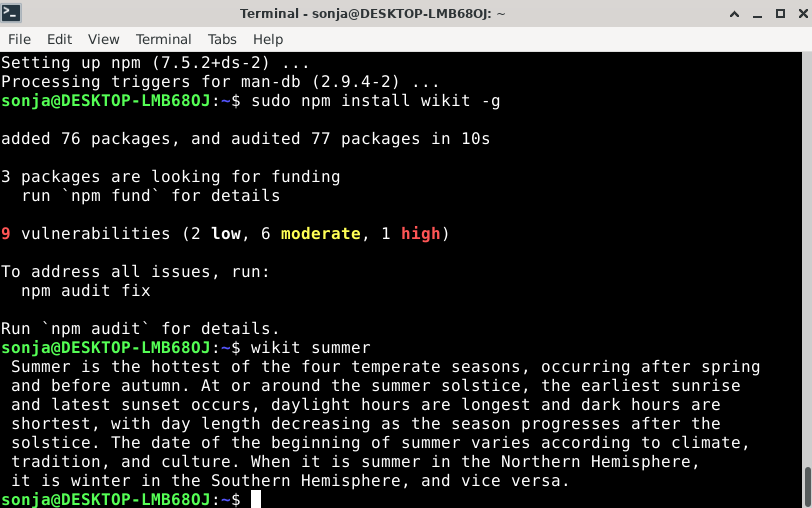 Terminal - sonja@DESKTOP-LMB68OJ: ~
File Edit View Terminal Tabs Help
Setting up npm (7.5.2+ds-2) ...
Processing triggers for man-db (2.9.4-2) ...
sonja@DESKTOP-LMB68OJ:~$ sudo npm install wikit -g
added 76 packages, and audited 77 packages in 10s
3 packages are looking for funding
run `npm fund` for details
9 vulnerabilities (2 low, 6 moderate, 1 high)
To address all issues, run:
npm audit fix
Run `npm audit` for details.
sonja@DESKTOP-LMB68OJ:~$ wikit summer
Summer is the hottest of the four temperate seasons, occurring after spring
and before autumn. At or around the summer solstice, the earliest sunrise
and latest sunset occurs, daylight hours are longest and dark hours are
shortest, with day length decreasing as the season progresses after the
solstice. The date of the beginning of summer varies according to climate,
tradition, and culture. When it is summer in the Northern Hemisphere,
it is winter in the Southern Hemisphere, and vice versa.
sonja@DESKTOP-LMB68OJ:~$